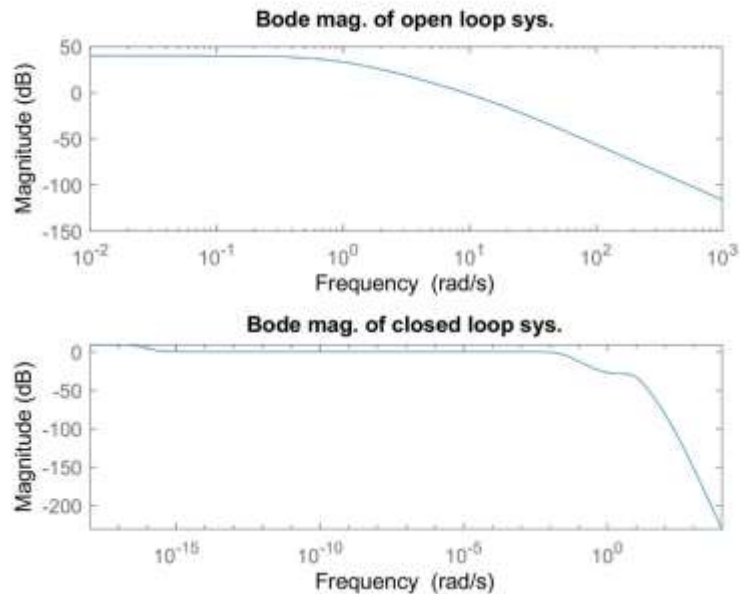 Bode mag. of open loop sys.
50
0
-50
-100
-150
Magnitude (dB)
10^-2 10^-1 10^0 10^1 10^2 10^3
Frequency (rad/s)
Bode mag. of closed loop sys.
0
-50
-100
-150
-200
Magnitude (dB)
10^-15 10^-10 10^-5 10^0
Frequency (rad/s)